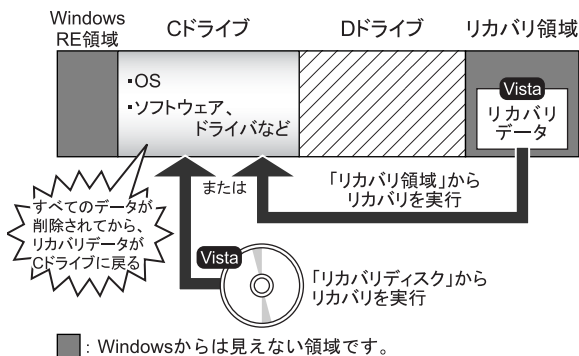 Windows
RE領域
Cドライブ
Dドライブ
リカバリ領域
・OS
・ソフトウェア、
ドライバなど
Vista
リカバリ
データ
または
「リカバリ領域」から
リカバリを実行
すべてのデータが
削除されてから、
リカバリデータが
Cドライブに戻る
Vista
「リカバリディスク」から
リカバリを実行
：Windowsからは見えない領域です。